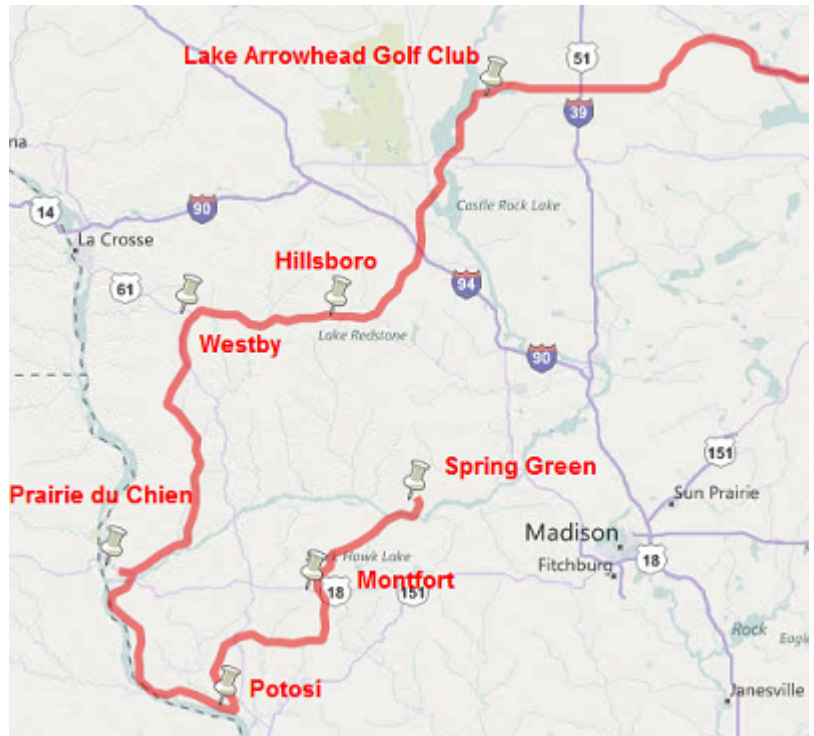 Lake Arrowhead Golf Club
51
39
na
90
Castle Rock Lake
14
La Crosse
Hillsboro
61
94
Lake Redstone
Westby
90
Spring Green
151
Prairie du Chien
Sun Prairie
Madison
Hawk Lake
Fitchburg
18
Montfort
18
151
Rock
Eagle
Potosi
Janesville